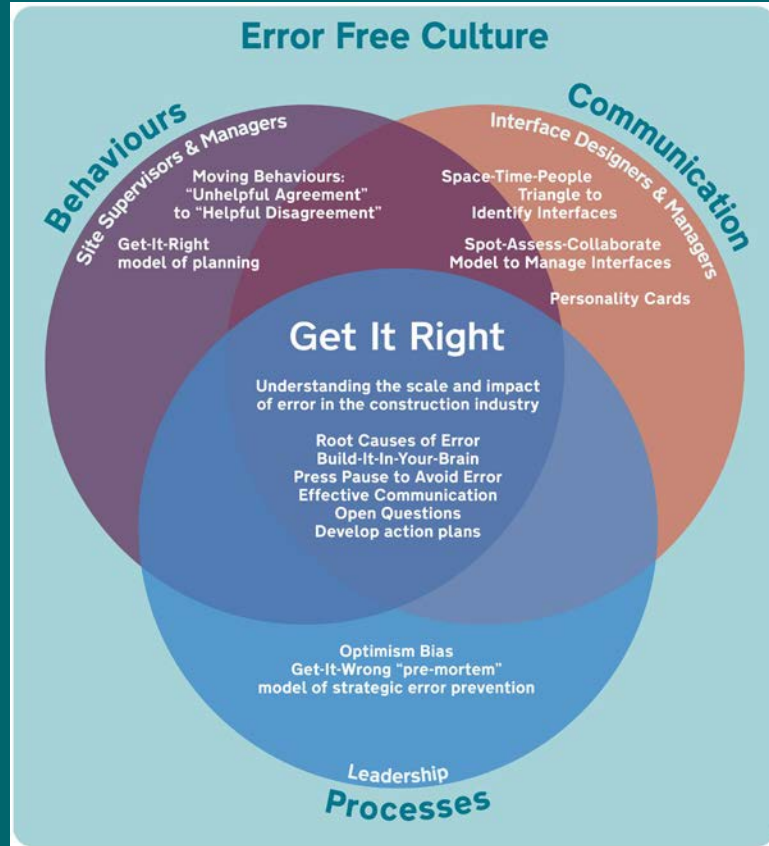 Error Free Culture
Behaviours
Site Supervisors & Managers
Moving Behaviours:
“Unhelpful Agreement”
to “Helpful Disagreement”
Get-It-Right
model of planning
Communication
Interface Designers & Managers
Space-Time-People
Triangle to
Identify Interfaces
Spot-Assess-Collaborate
Model to Manage Interfaces
Personality Cards
Get It Right
Understanding the scale and impact
of error in the construction industry
Root Causes of Error
Build-It-In-Your-Brain
Press Pause to Avoid Error
Effective Communication
Open Questions
Develop action plans
Optimism Bias
Get-It-Wrong “pre-mortem”
model of strategic error prevention
Leadership
Processes